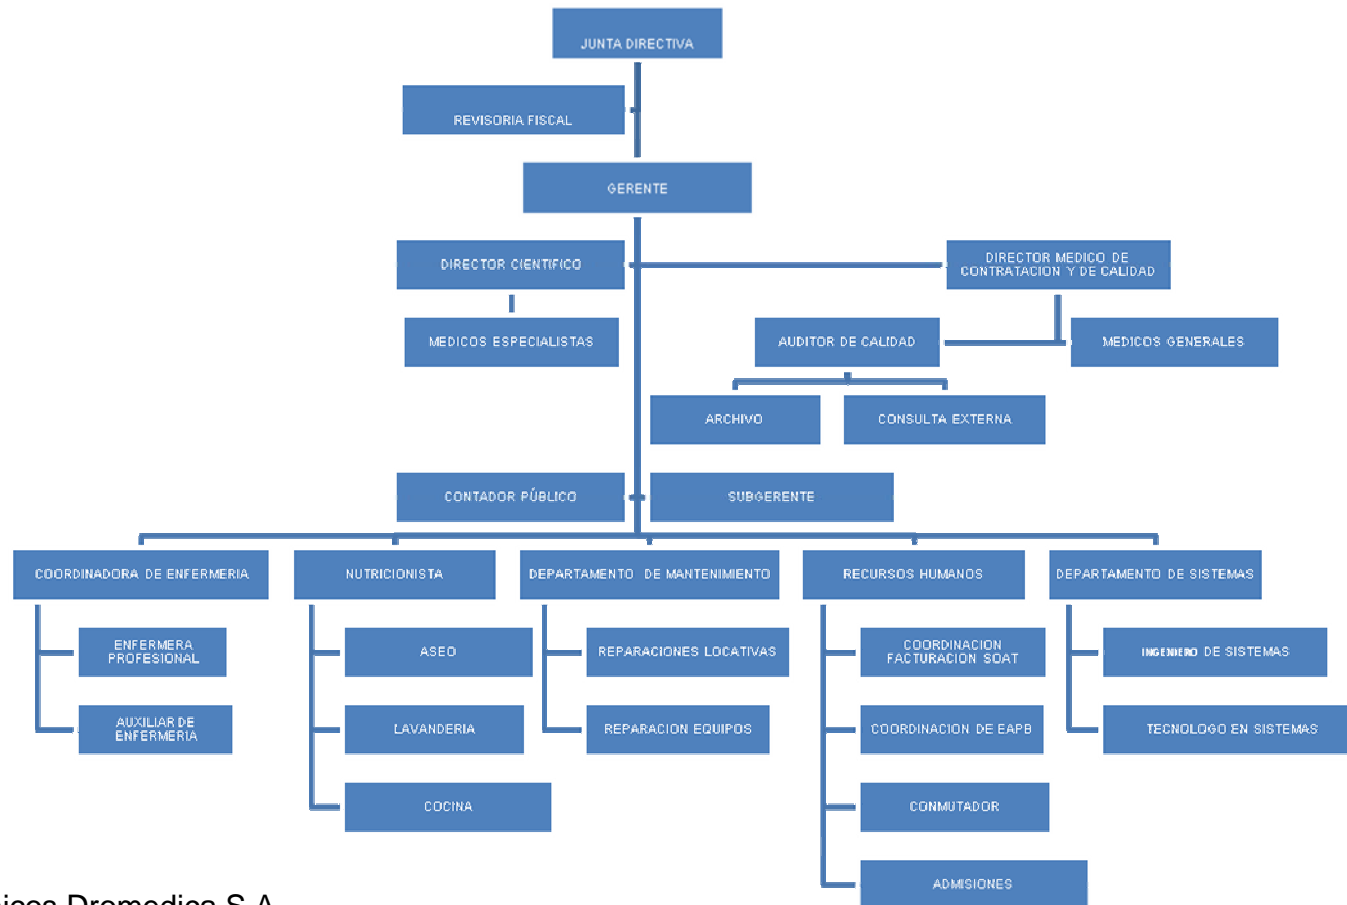 JUNTA DIRECTIVA
REVISORIA FISCAL
GERENTE
DIRECTOR CIENTIFICO
DIRECTOR MEDICO DE
CONTRATACION Y DE CALIDAD
MEDICOS ESPECIALISTAS
AUDITOR DE CALIDAD
MEDICOS GENERALES
ARCHIVO
CONSULTA EXTERNA
CONTADOR PÚBLICO
SUBGERENTE
COORDINADORA DE ENFERMERIA
NUTRICIONISTA
DEPARTAMENTO DE MANTENIMIENTO
RECURSOS HUMANOS
DEPARTAMENTO DE SISTEMAS
ENFERMERA
PROFESIONAL
ASEO
REPARACIONES LOCATIVAS
COORDINACION
FACTURACION SOAT
INGENIERO DE SISTEMAS
AUXILIAR DE
ENFERMERIA
LAVANDERIA
REPARACION EQUIPOS
COORDINACION DE EAPB
TECNOLOGO EN SISTEMAS
COCINA
CONMUTADOR
ADMISIONES
Dromedica S.A